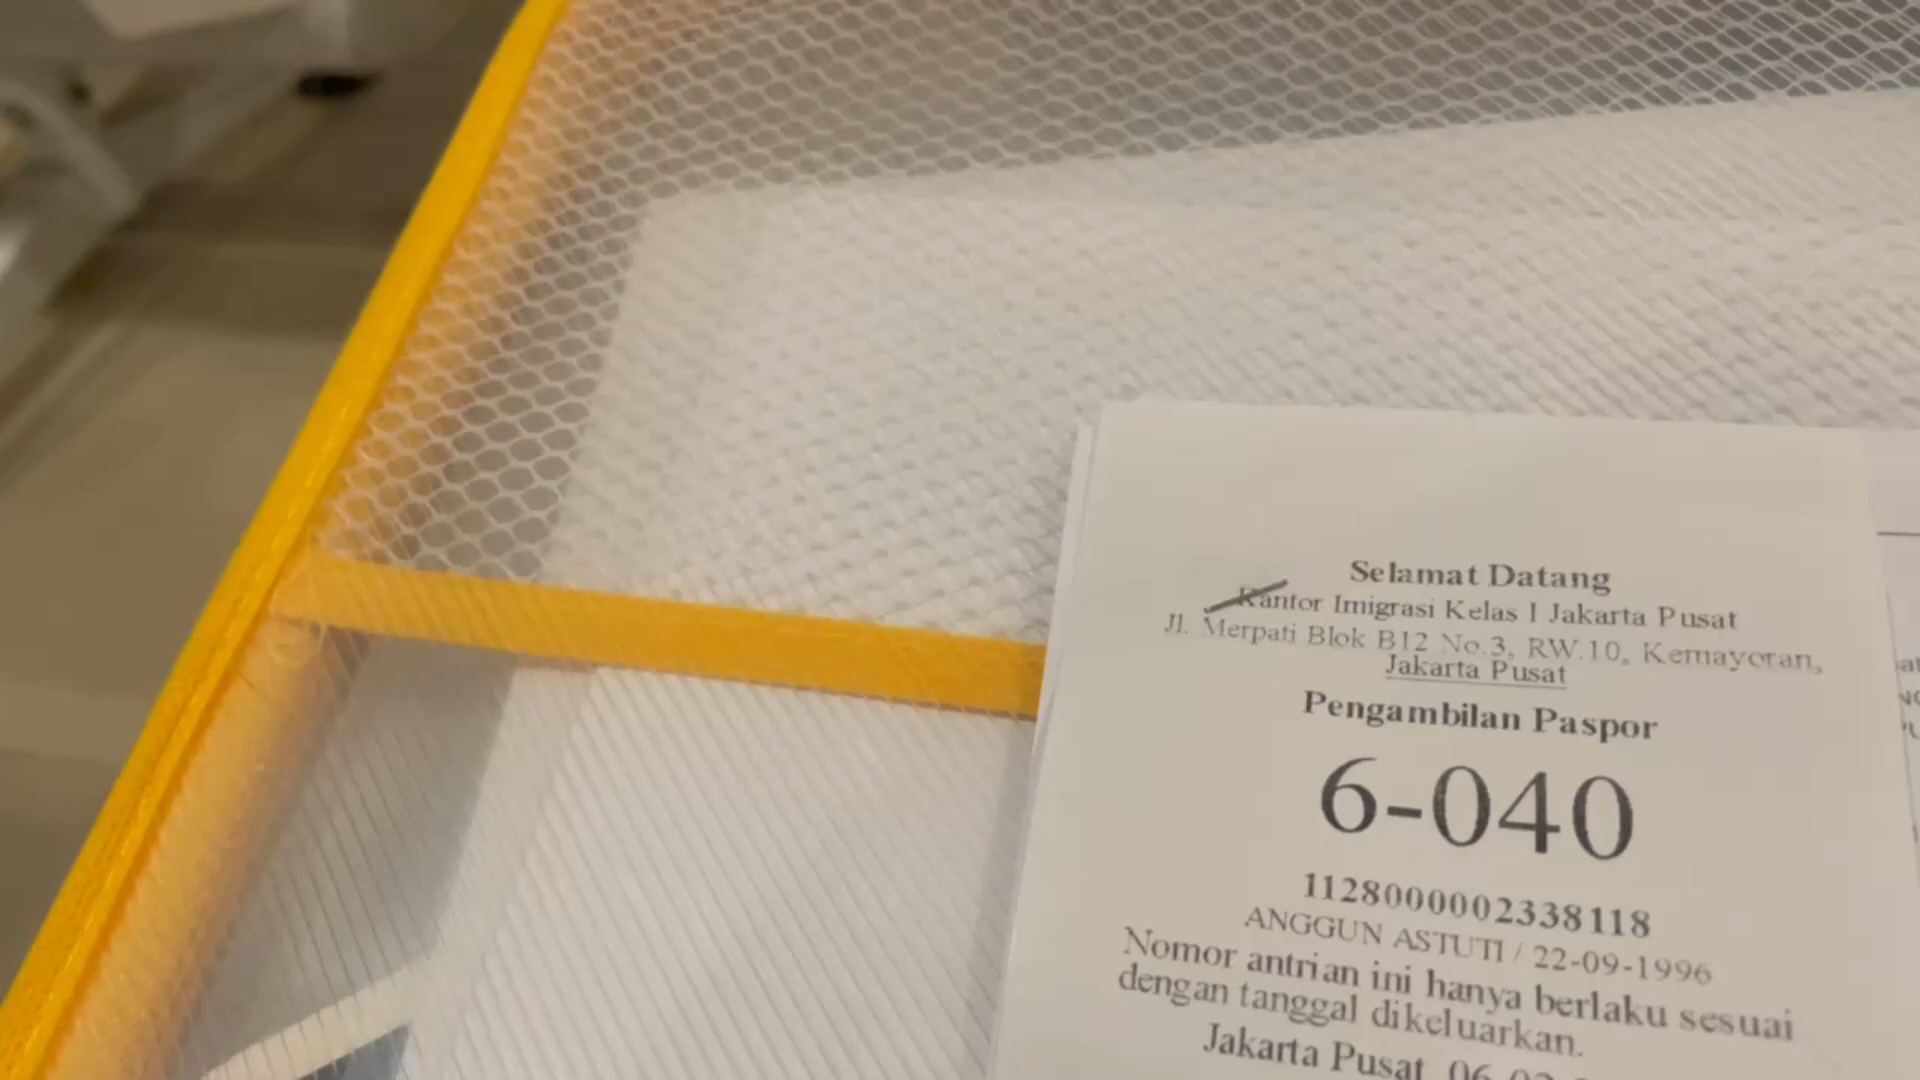 Selamat Datang
Kantor Imigrasi Kelas I Jakarta Pusat
Jl. Merpati Blok B12 No.3, RW.10, Kemayoran,
Jakarta Pusat
Pengambilan Paspor
6-040
1128000002338118
ANGGUN ASTUTI / 22-09-1996
Nomor antrian ini hanya berlaku sesuai
dengan tanggal dikeluarkan.
Jakarta Pusat